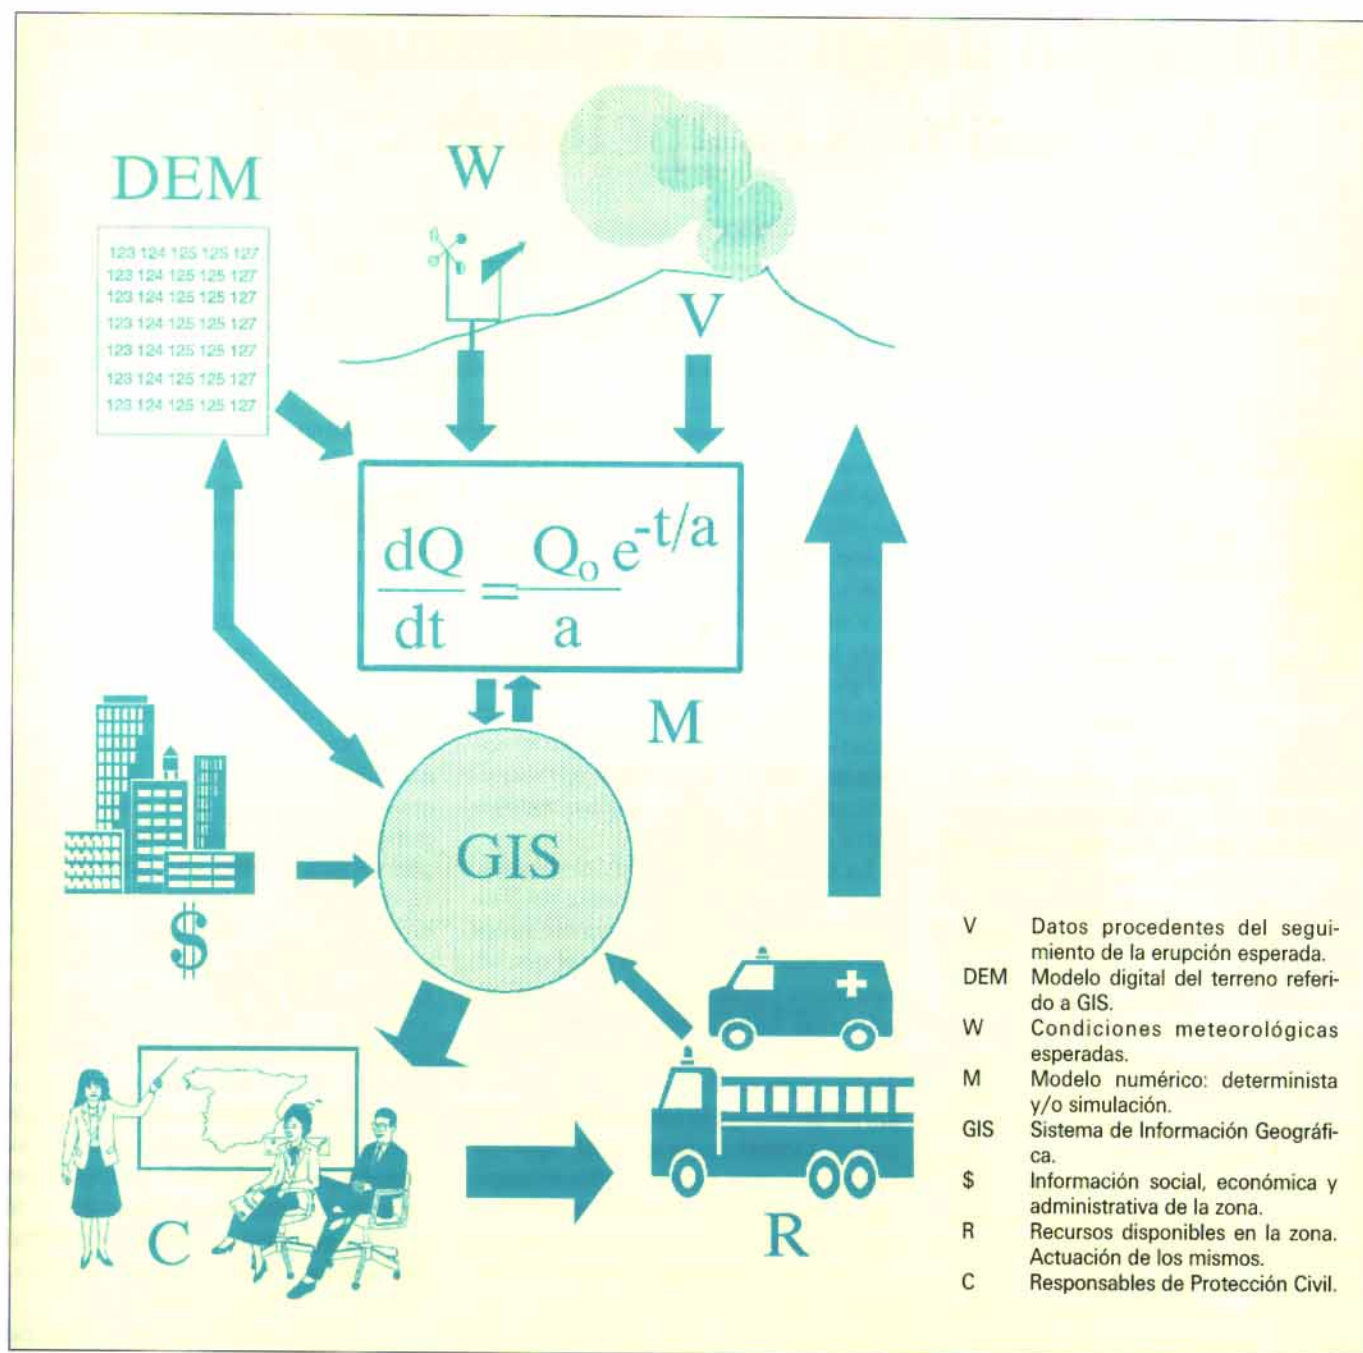 DEM
W
V
123 124 125 125 127
123 124 125 125 127
123 124 125 125 127
123 124 125 125 127
123 124 125 125 127
123 124 125 125 127
123 124 125 125 127
dQ/dt = Qo e-t/a / a
M
GIS
$
C
R
V Datos procedentes del segui-
miento de la erupción esperada.
DEM Modelo digital del terreno referi-
do a GIS.
W Condiciones meteorológicas
esperadas.
M Modelo numérico: determinista
y/o simulación.
GIS Sistema de Información Geográfi-
ca.
$ Información social, económica y
administrativa de la zona.
R Recursos disponibles en la zona.
Actuación de los mismos.
C Responsables de Protección Civil.